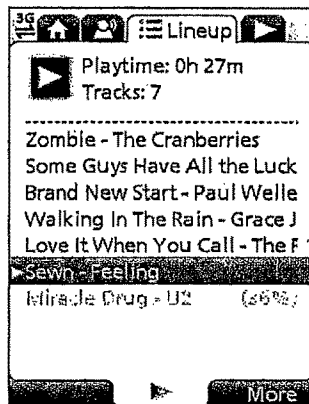 3G Lineup
Playtime: 0h 27m
Tracks: 7
Zombie - The Cranberries
Some Guys Have All the Luck
Brand New Start - Paul Welle
Walking In The Rain - Grace J
Love It When You Call - The F
Sewn - Feeling
Miracle Drug - U2
More